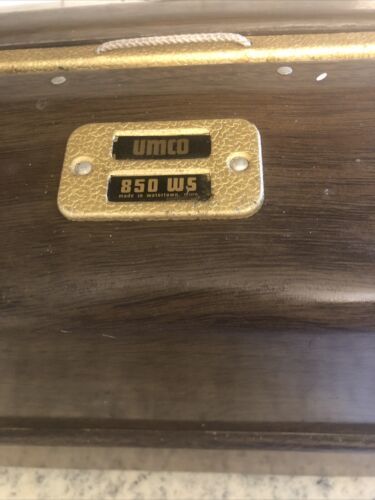 UMCO
850 WS
made in watertown, minn.